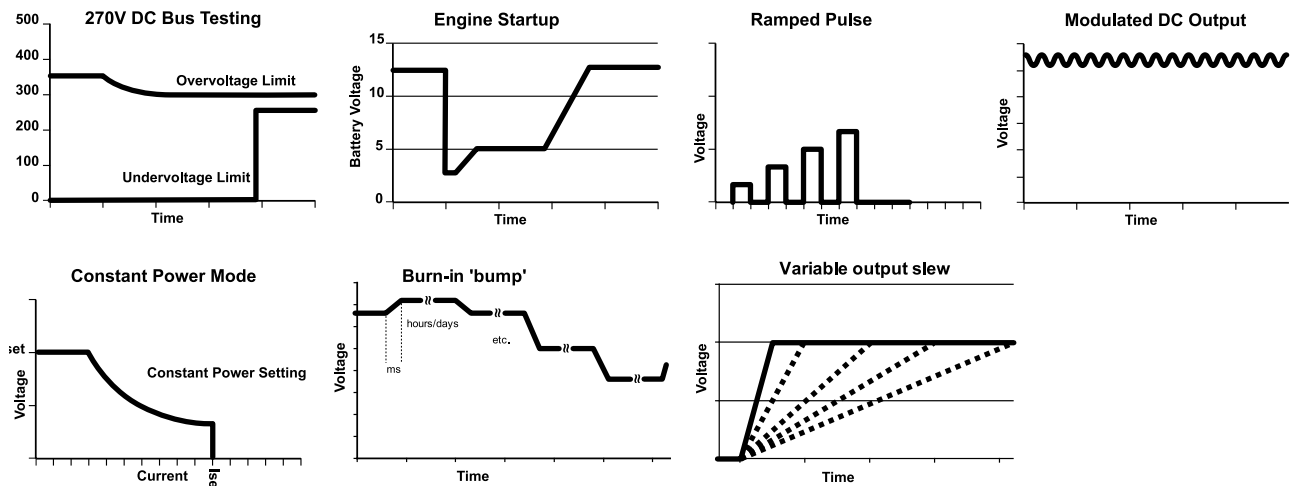 270V DC Bus Testing
500
400
300
200
100
0
Overvoltage Limit
Undervoltage Limit
Time
Engine Startup
15
10
5
0
Battery Voltage
Time
Ramped Pulse
Voltage
Time
Modulated DC Output
Voltage
Time
Constant Power Mode
set
Voltage
Constant Power Setting
Current
Ise
Burn-in 'bump'
Voltage
hours/days
ms
etc.
Time
Variable output slew
Voltage
Time